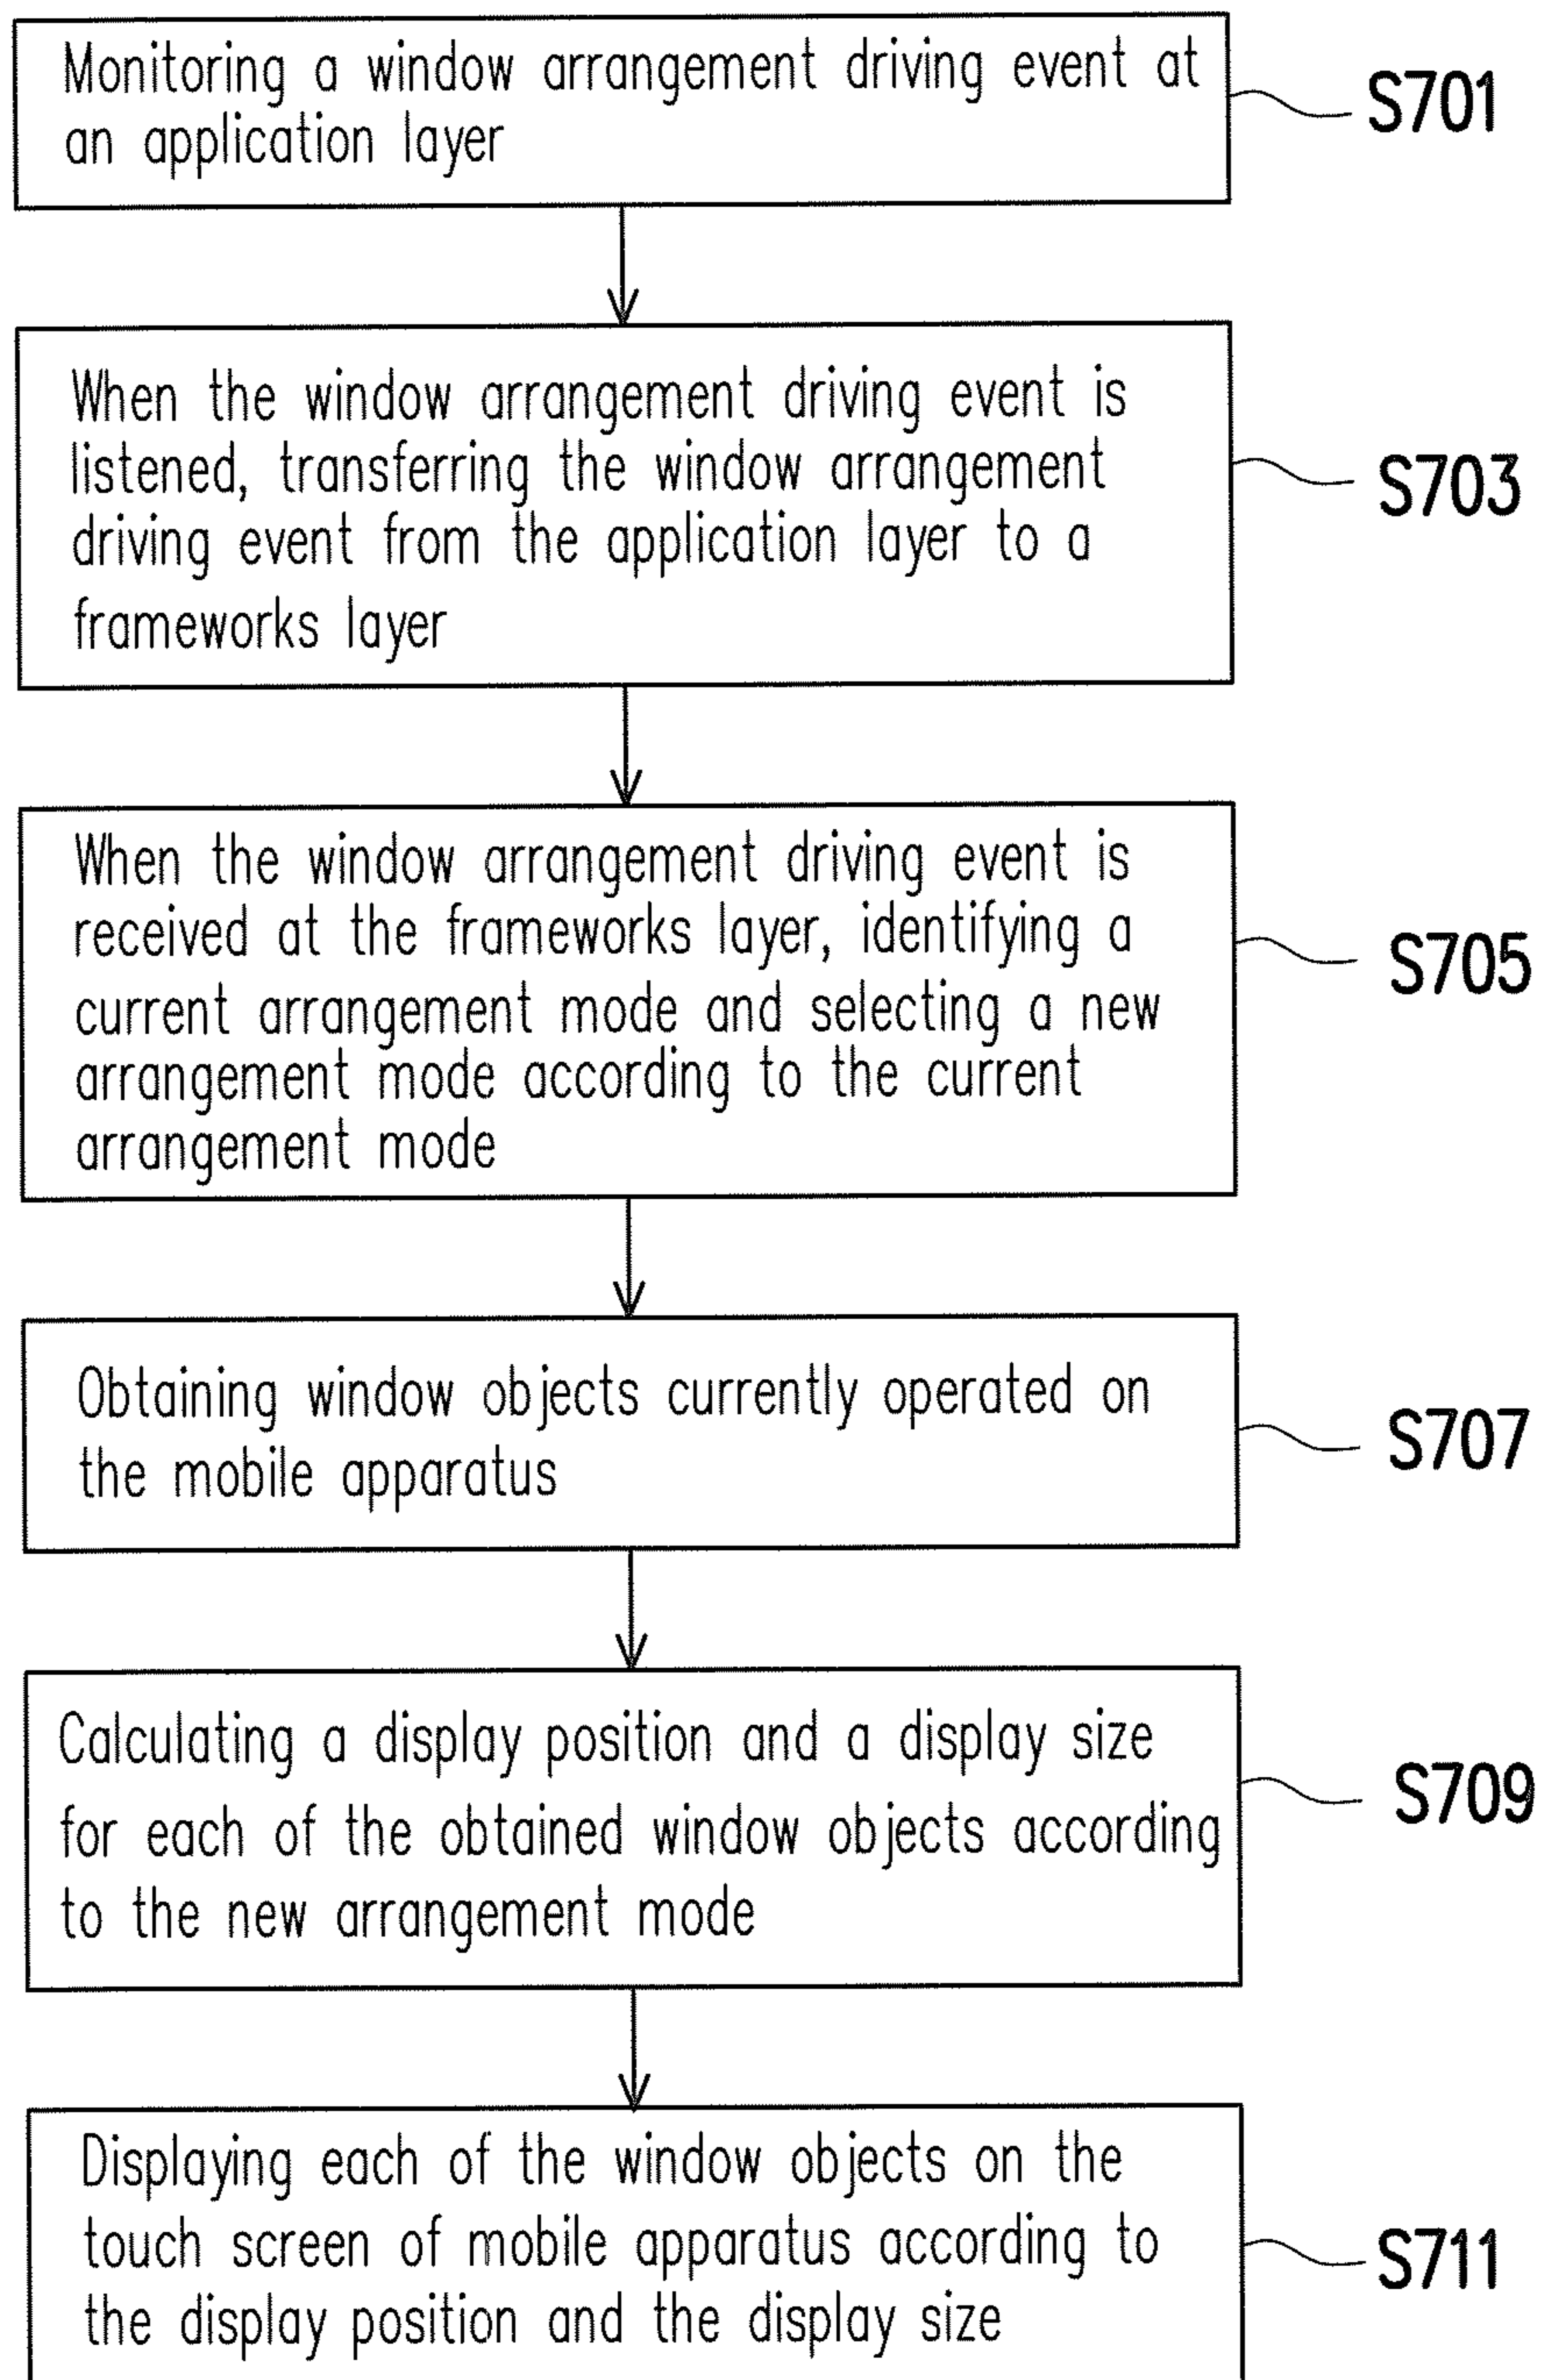 Monitoring a window arrangement driving event at
an application layer
S701
When the window arrangement driving event is
listened, transferring the window arrangement
driving event from the application layer to a
frameworks layer
S703
When the window arrangement driving event is
received at the frameworks layer, identifying a
current arrangement mode and selecting a new
arrangement mode according to the current
arrangement mode
S705
Obtaining window objects currently operated on
the mobile apparatus
S707
Calculating a display position and a display size
for each of the obtained window objects according
to the new arrangement mode
S709
Displaying each of the window objects on the
touch screen of mobile apparatus according to
the display position and the display size
S711